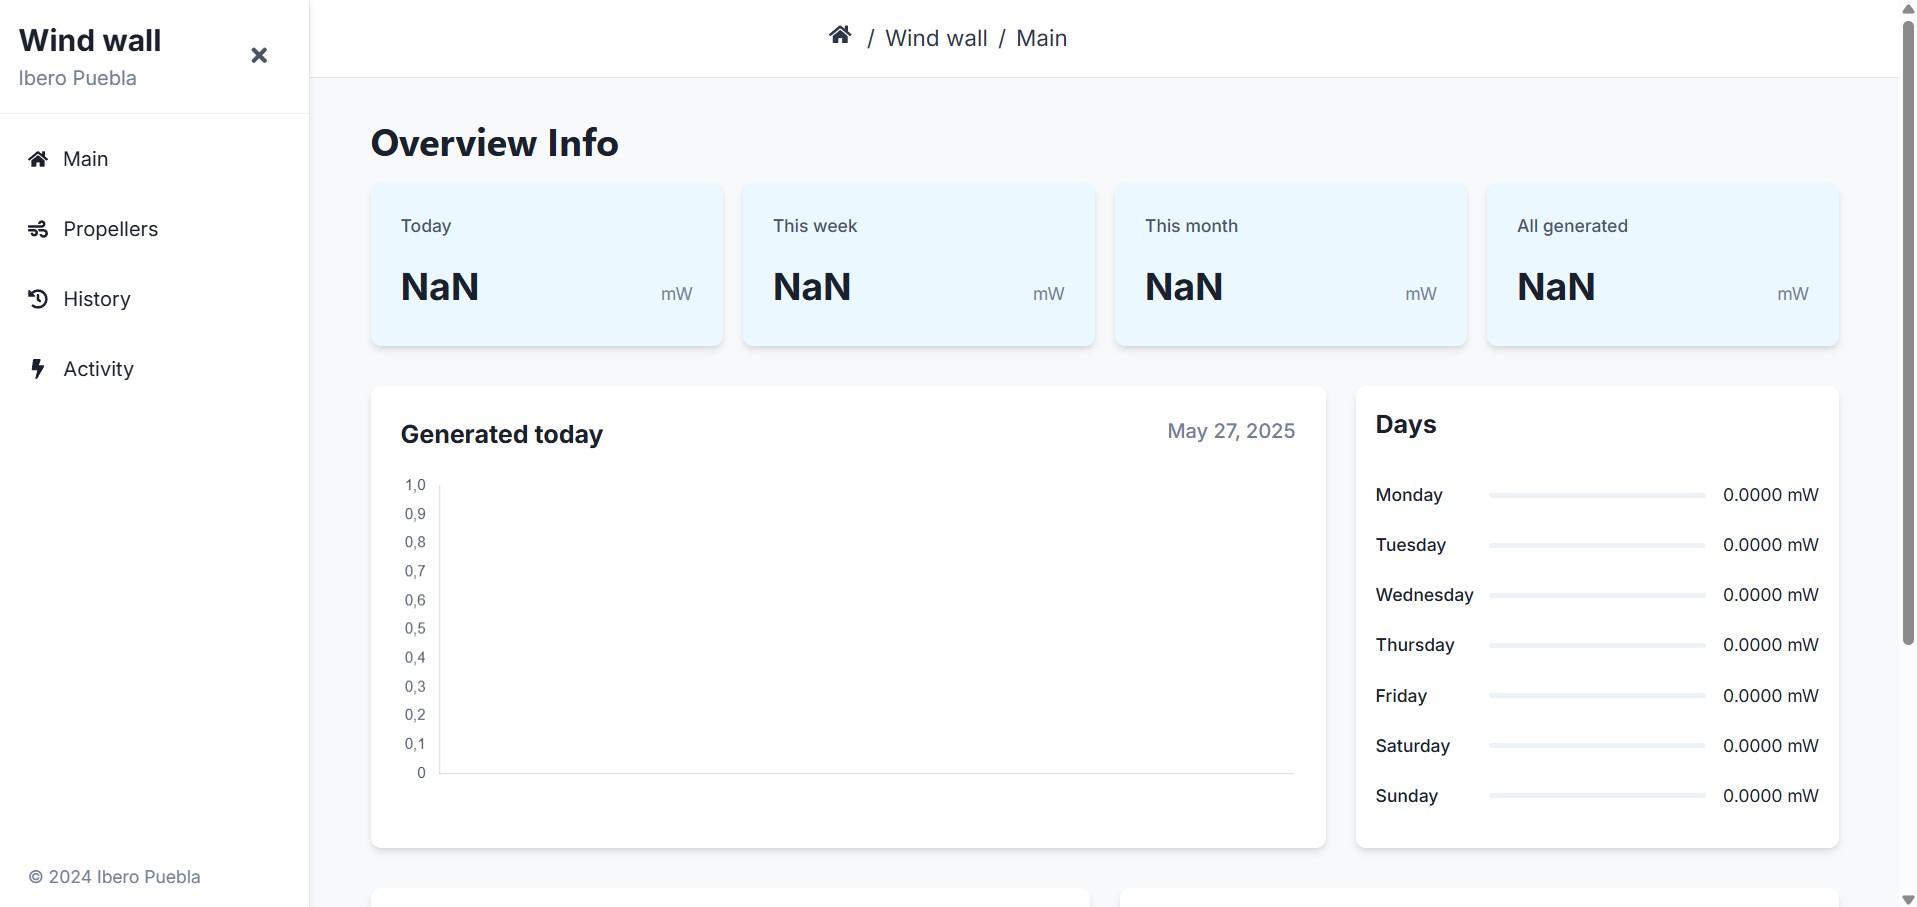 Wind wall
Ibero Puebla
Main
Propellers
History
Activity
© 2024 Ibero Puebla
/ Wind wall / Main
Overview Info
Today
NaN mW
This week
NaN mW
This month
NaN mW
All generated
NaN mW
Generated today
May 27, 2025
1,0
0,9
0,8
0,7
0,6
0,5
0,4
0,3
0,2
0,1
0
Days
Monday 0.0000 mW
Tuesday 0.0000 mW
Wednesday 0.0000 mW
Thursday 0.0000 mW
Friday 0.0000 mW
Saturday 0.0000 mW
Sunday 0.0000 mW